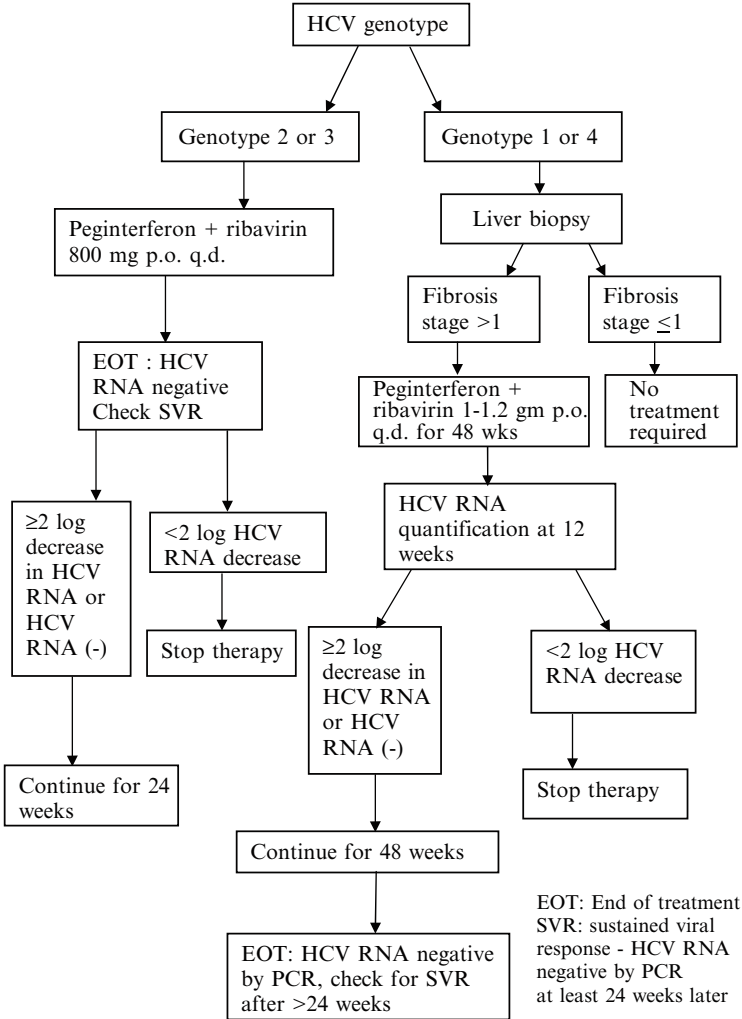 HCV genotype
Genotype 2 or 3
Genotype 1 or 4
Peginterferon + ribavirin
800 mg p.o. q.d.
Liver biopsy
Fibrosis
stage >1
Fibrosis
stage ≤1
EOT : HCV
RNA negative
Check SVR
Peginterferon +
ribavirin 1-1.2 gm p.o.
q.d. for 48 wks
No
treatment
required
≥2 log
decrease
in HCV
RNA or
HCV
RNA (-)
<2 log HCV
RNA decrease
HCV RNA
quantification at 12
weeks
Stop therapy
≥2 log
decrease in
HCV RNA
or HCV
RNA (-)
<2 log HCV
RNA decrease
Continue for 24
weeks
Stop therapy
Continue for 48 weeks
EOT: HCV RNA negative
by PCR, check for SVR
after >24 weeks
EOT: End of treatment
SVR: sustained viral
response - HCV RNA
negative by PCR
at least 24 weeks later